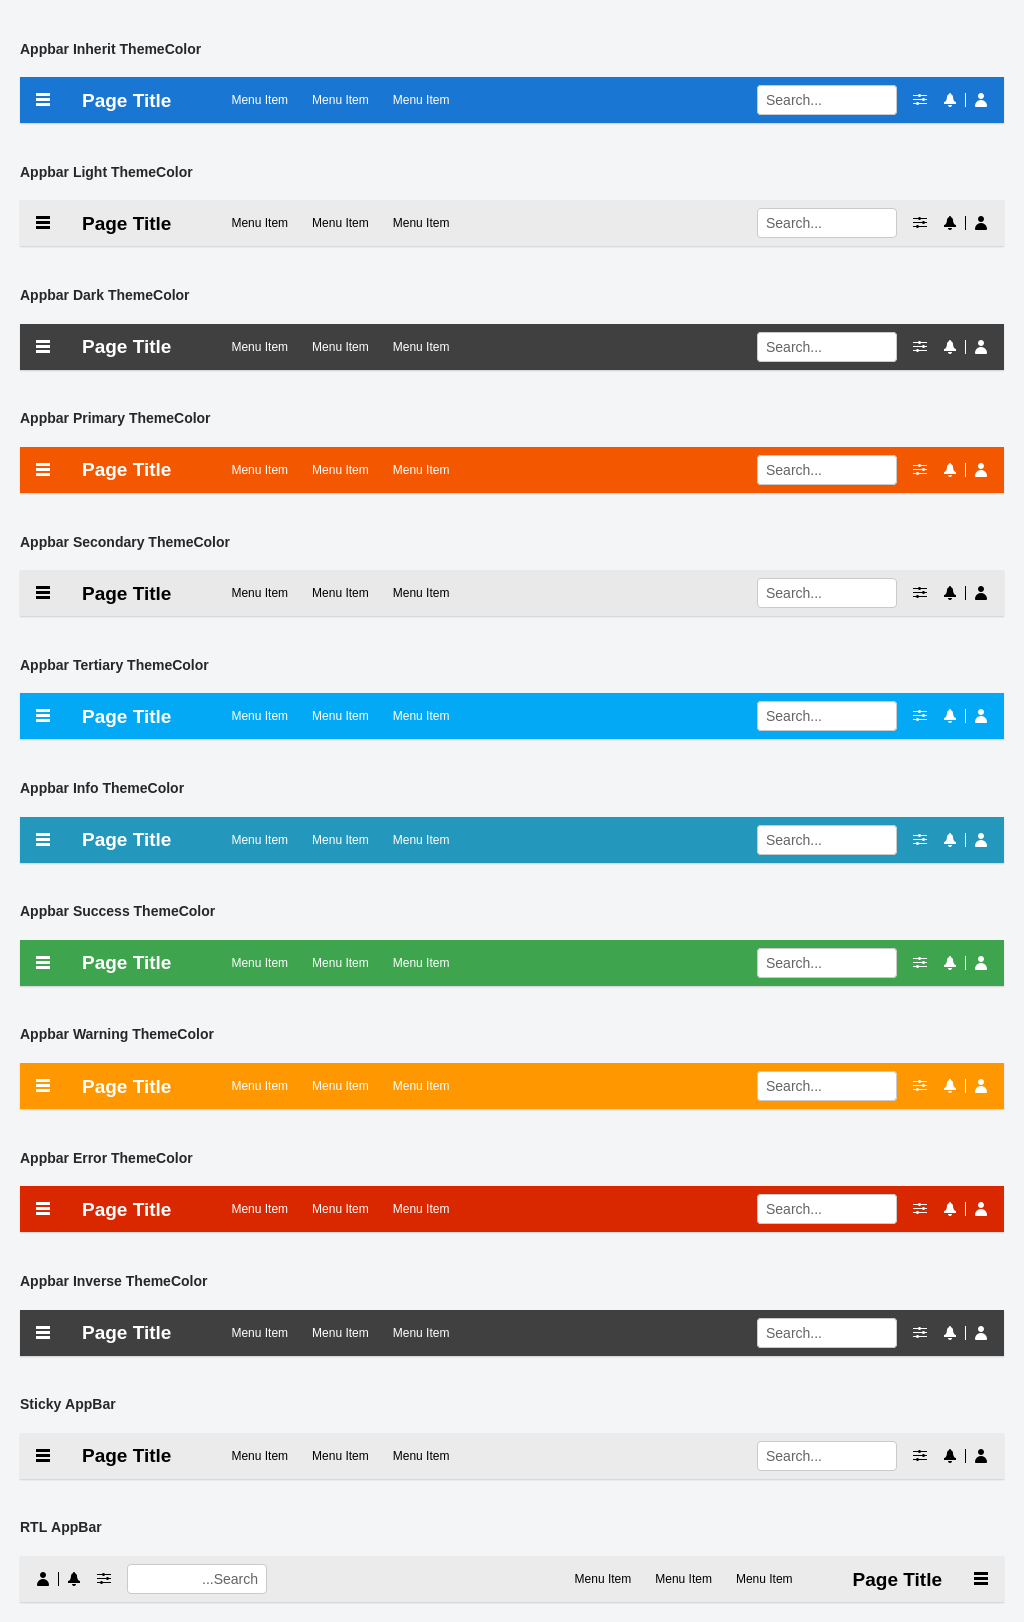 Appbar Inherit ThemeColor
Page Title Menu Item Menu Item Menu Item Search...
Appbar Light ThemeColor
Page Title Menu Item Menu Item Menu Item Search...
Appbar Dark ThemeColor
Page Title Menu Item Menu Item Menu Item Search...
Appbar Primary ThemeColor
Page Title Menu Item Menu Item Menu Item Search...
Appbar Secondary ThemeColor
Page Title Menu Item Menu Item Menu Item Search...
Appbar Tertiary ThemeColor
Page Title Menu Item Menu Item Menu Item Search...
Appbar Info ThemeColor
Page Title Menu Item Menu Item Menu Item Search...
Appbar Success ThemeColor
Page Title Menu Item Menu Item Menu Item Search...
Appbar Warning ThemeColor
Page Title Menu Item Menu Item Menu Item Search...
Appbar Error ThemeColor
Page Title Menu Item Menu Item Menu Item Search...
Appbar Inverse ThemeColor
Page Title Menu Item Menu Item Menu Item Search...
Sticky AppBar
Page Title Menu Item Menu Item Menu Item Search...
RTL AppBar
...Search Menu Item Menu Item Menu Item Page Title